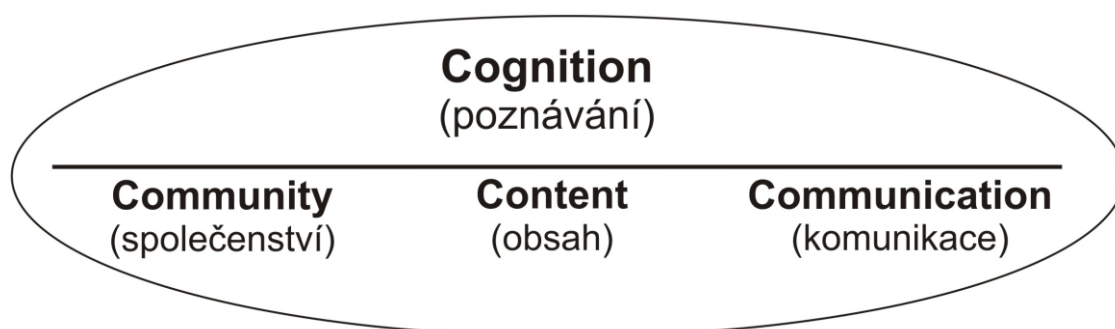 Cognition
(poznávání)
Community Content Communication
(společenství) (obsah) (komunikace)